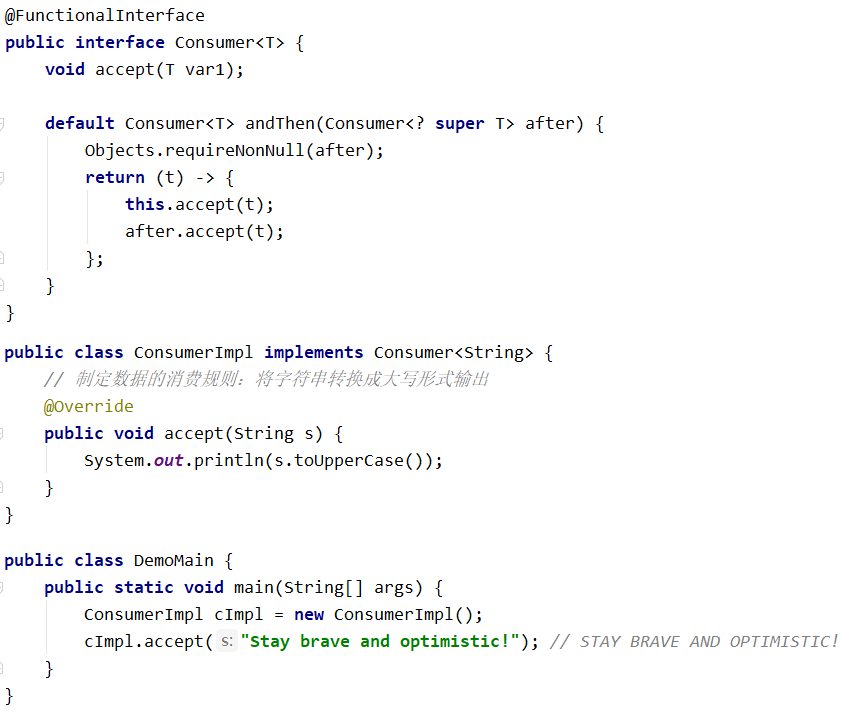 @FunctionalInterface
public interface Consumer<T> {
    void accept(T var1);

    default Consumer<T> andThen(Consumer<? super T> after) {
        Objects.requireNonNull(after);
        return (t) -> {
            this.accept(t);
            after.accept(t);
        };
    }
}
public class ConsumerImpl implements Consumer<String> {
    // 制定数据的消费规则：将字符串转换成大写形式输出
    @Override
    public void accept(String s) {
        System.out.println(s.toUpperCase());
    }
}
public class DemoMain {
    public static void main(String[] args) {
        ConsumerImpl cImpl = new ConsumerImpl();
        cImpl.accept( s: "Stay brave and optimistic!"); // STAY BRAVE AND OPTIMISTIC!
    }
}